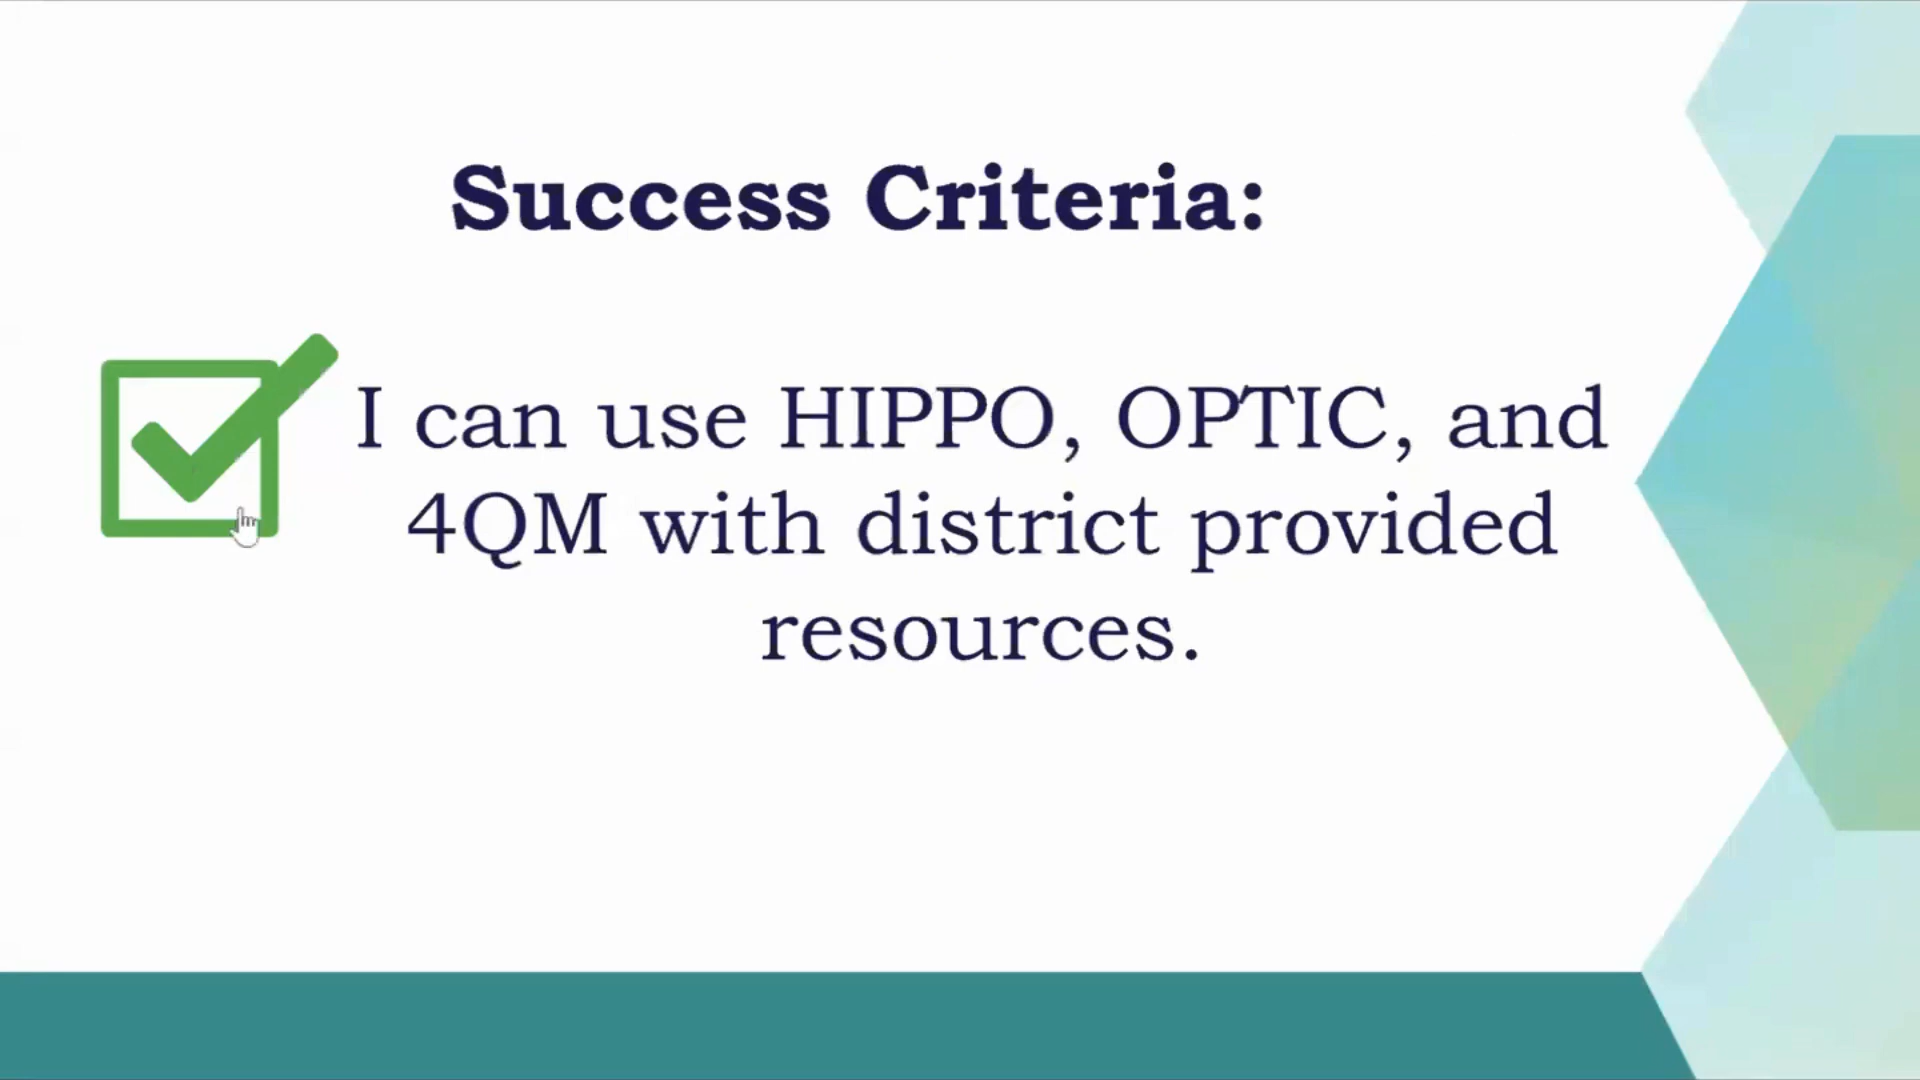 Success Criteria:
I can use HIPPO, OPTIC, and
4QM with district provided
resources.